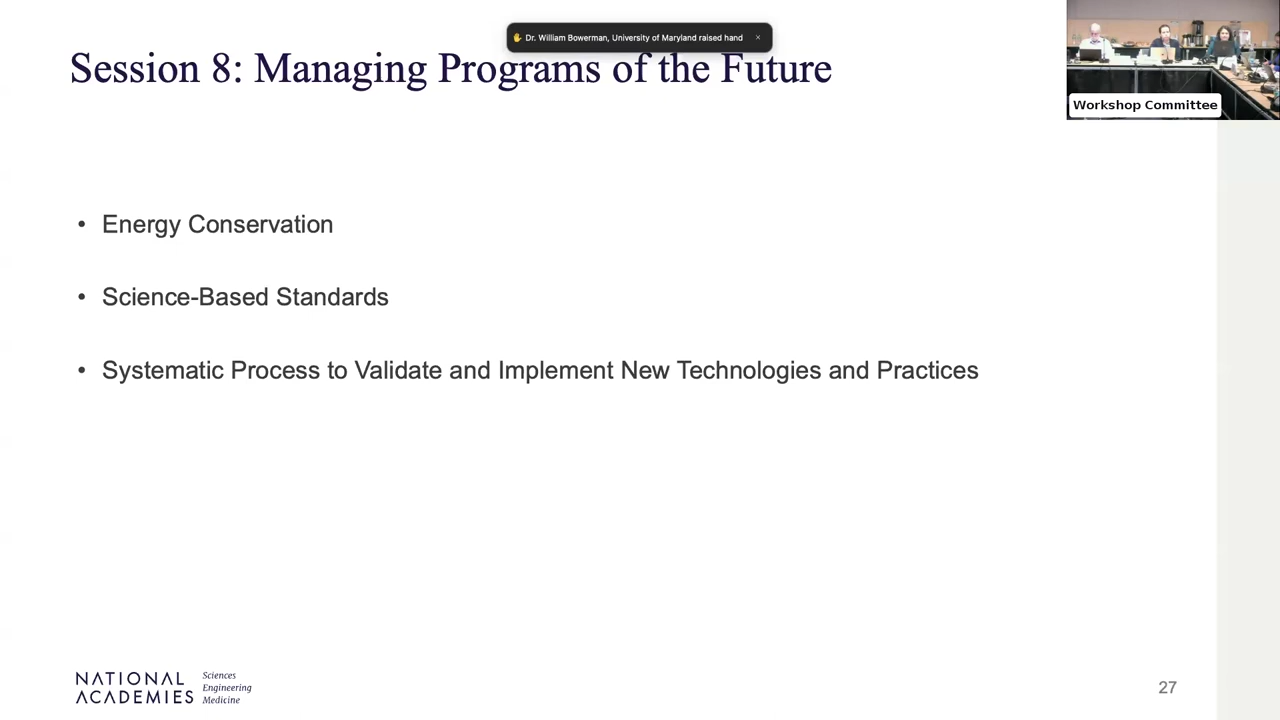 ✋ Dr. William Bowerman, University of Maryland raised hand ×
Session 8: Managing Programs of the Future
Workshop Committee
• Energy Conservation
• Science-Based Standards
• Systematic Process to Validate and Implement New Technologies and Practices
NATIONAL ACADEMIES
Sciences
Engineering
Medicine
27